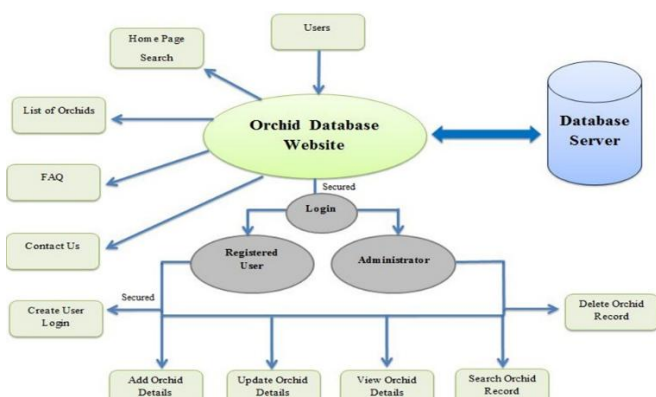 Users
Home Page
Search
List of Orchids
Orchid Database
Website
Database
Server
FAQ
Secured
Login
Contact Us
Registered
User
Administrator
Secured
Create User
Login
Delete Orchid
Record
Add Orchid
Details
Update Orchid
Details
View Orchid
Details
Search Orchid
Record